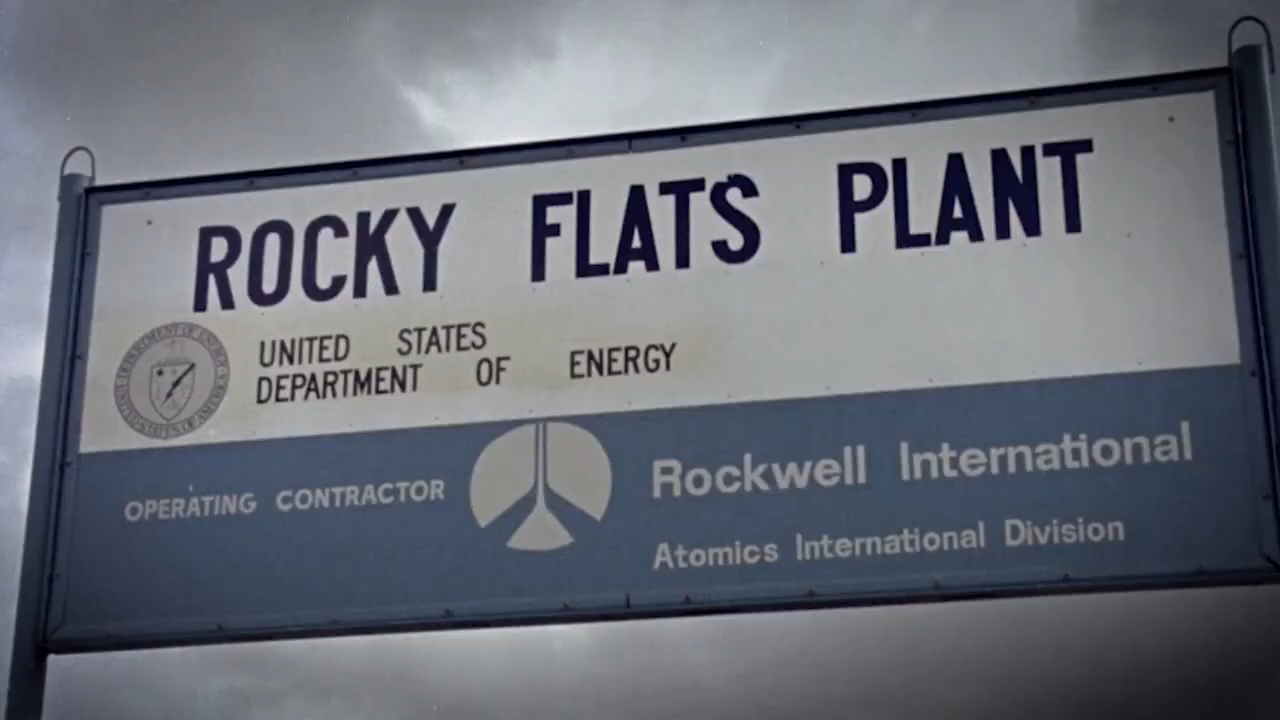 ROCKY FLATS PLANT
UNITED STATES
DEPARTMENT OF ENERGY
OPERATING CONTRACTOR
Rockwell International
Atomics International Division